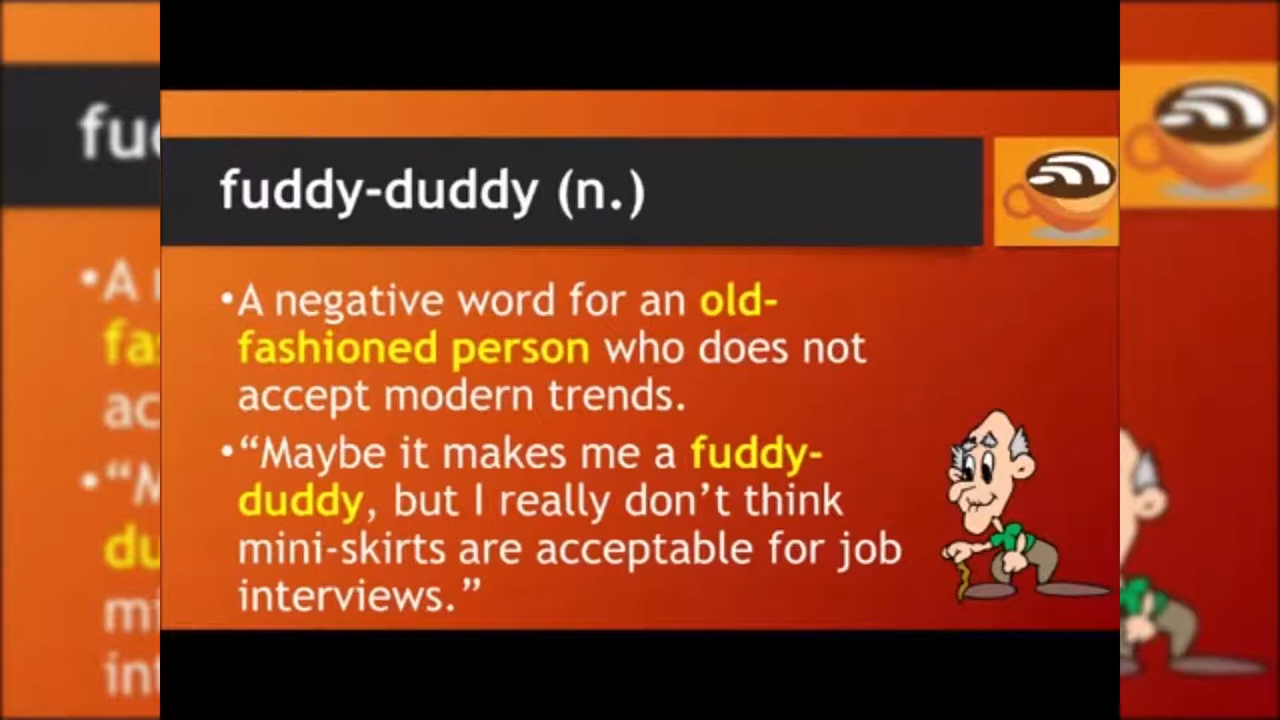 fuddy-duddy (n.)
•A negative word for an old-
fashioned person who does not
accept modern trends.
•“Maybe it makes me a fuddy-
duddy, but I really don’t think
mini-skirts are acceptable for job
interviews.”